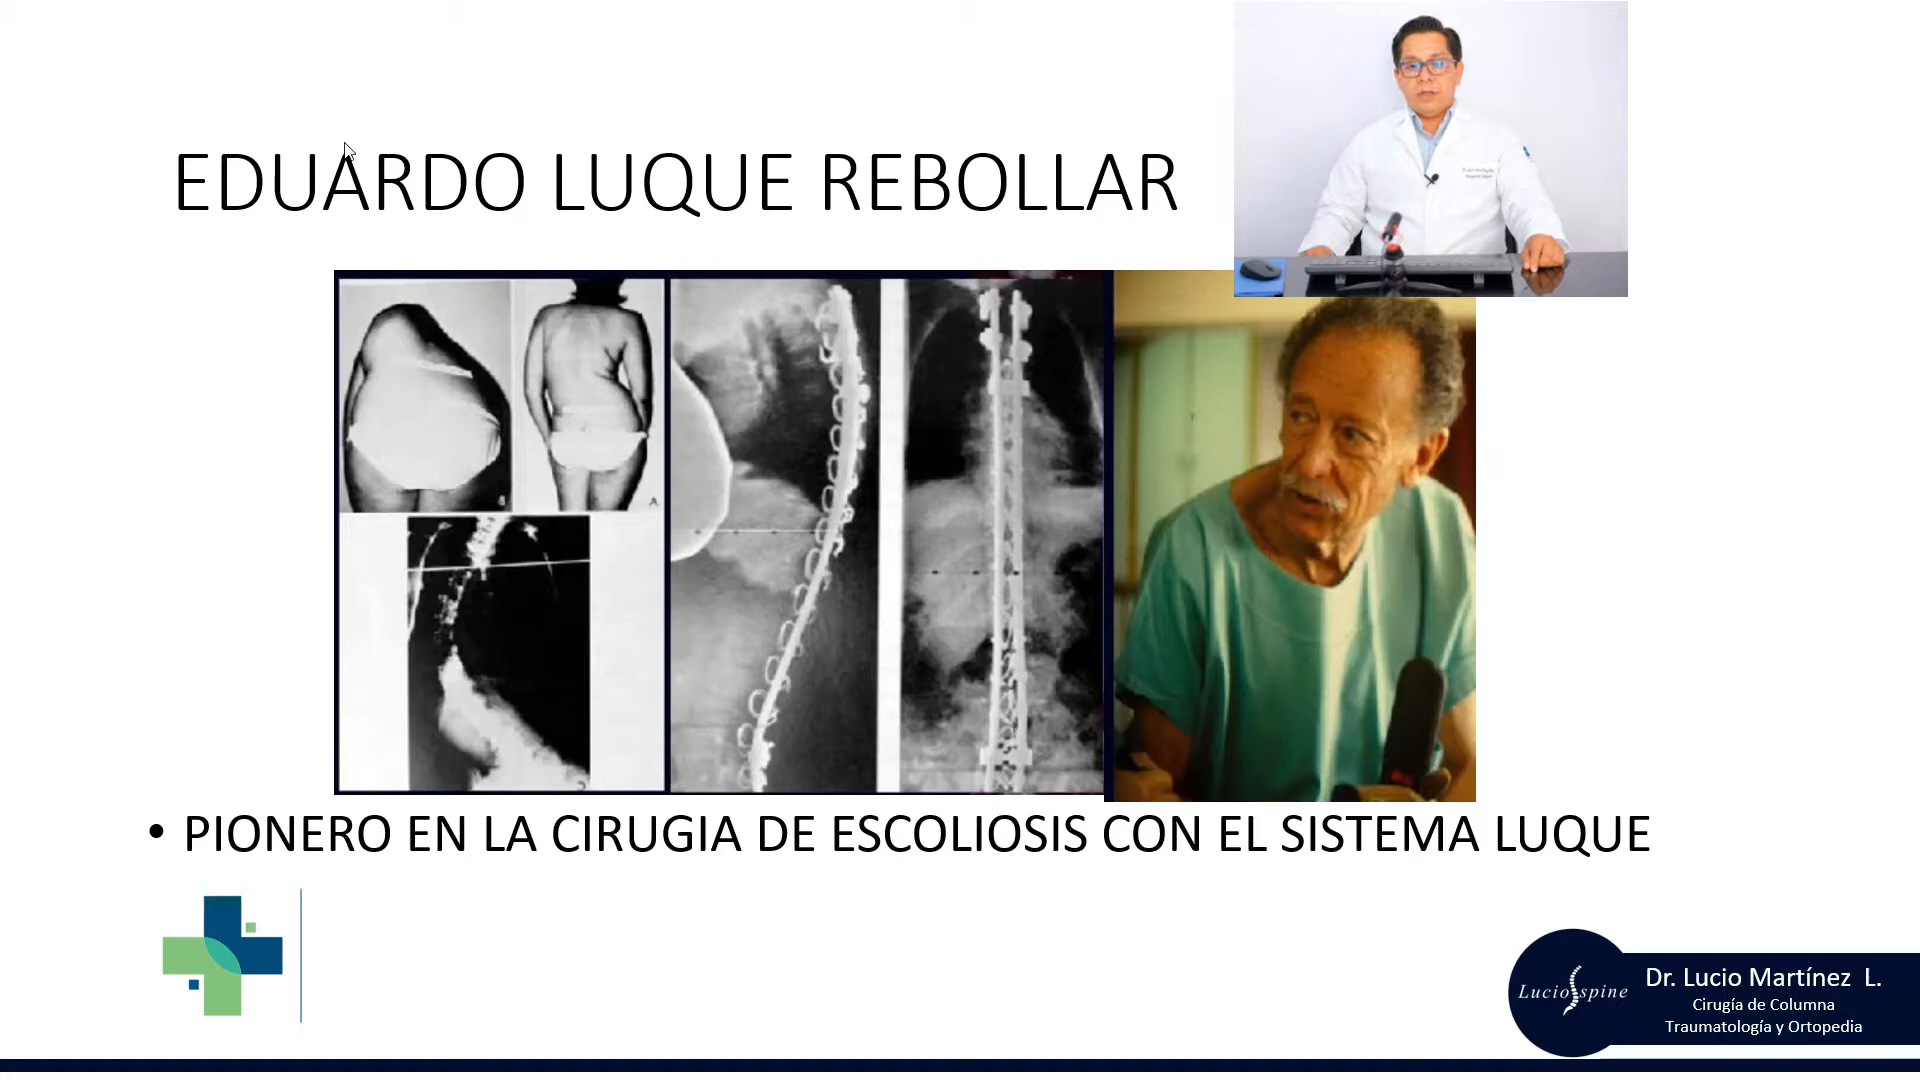 EDUARDO LUQUE REBOLLAR
A
• PIONERO EN LA CIRUGIA DE ESCOLIOSIS CON EL SISTEMA LUQUE
Lucio spine
Dr. Lucio Martínez L.
Cirugía de Columna
Traumatología y Ortopedia